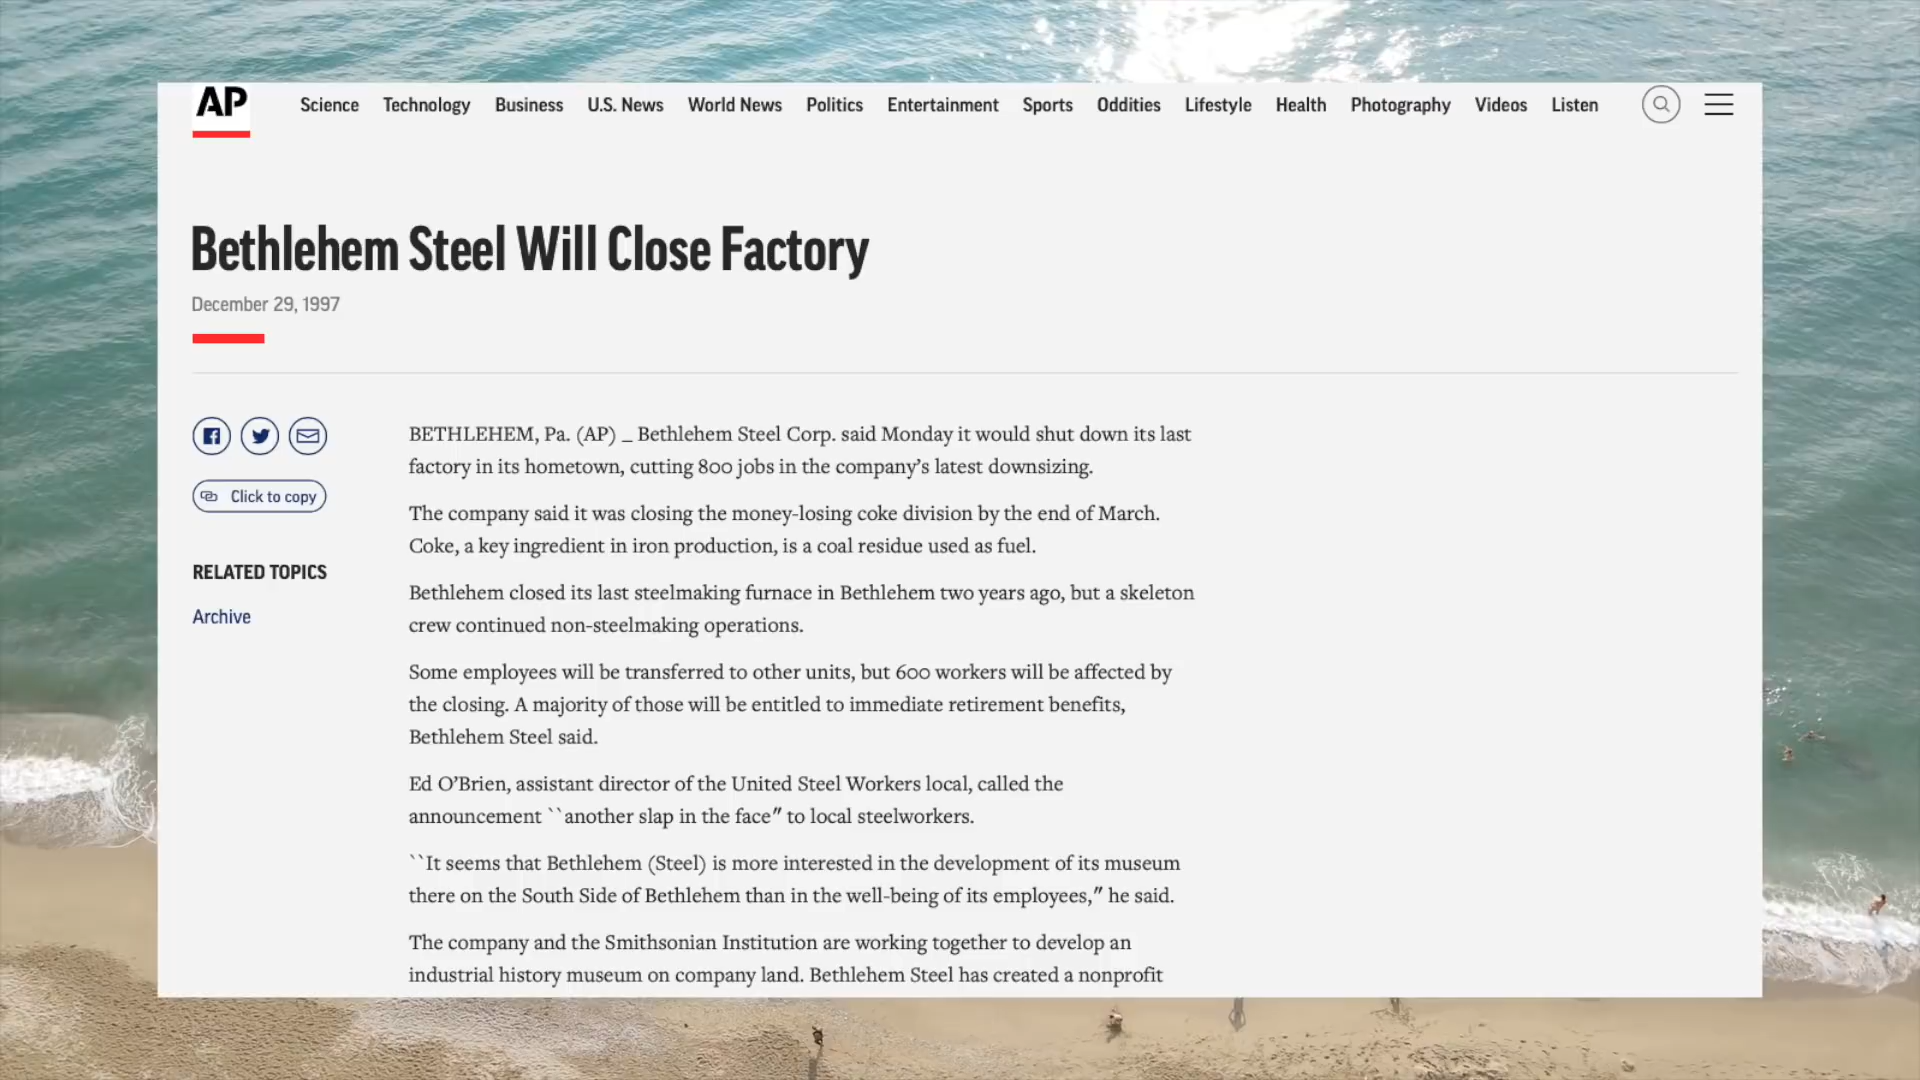 AP
Science Technology Business U.S. News World News Politics Entertainment Sports Oddities Lifestyle Health Photography Videos Listen
Bethlehem Steel Will Close Factory
December 29, 1997
Click to copy
RELATED TOPICS
Archive
BETHLEHEM, Pa. (AP) _ Bethlehem Steel Corp. said Monday it would shut down its last
factory in its hometown, cutting 800 jobs in the company’s latest downsizing.
The company said it was closing the money-losing coke division by the end of March.
Coke, a key ingredient in iron production, is a coal residue used as fuel.
Bethlehem closed its last steelmaking furnace in Bethlehem two years ago, but a skeleton
crew continued non-steelmaking operations.
Some employees will be transferred to other units, but 600 workers will be affected by
the closing. A majority of those will be entitled to immediate retirement benefits,
Bethlehem Steel said.
Ed O’Brien, assistant director of the United Steel Workers local, called the
announcement ``another slap in the face″ to local steelworkers.
``It seems that Bethlehem (Steel) is more interested in the development of its museum
there on the South Side of Bethlehem than in the well-being of its employees,″ he said.
The company and the Smithsonian Institution are working together to develop an
industrial history museum on company land. Bethlehem Steel has created a nonprofit